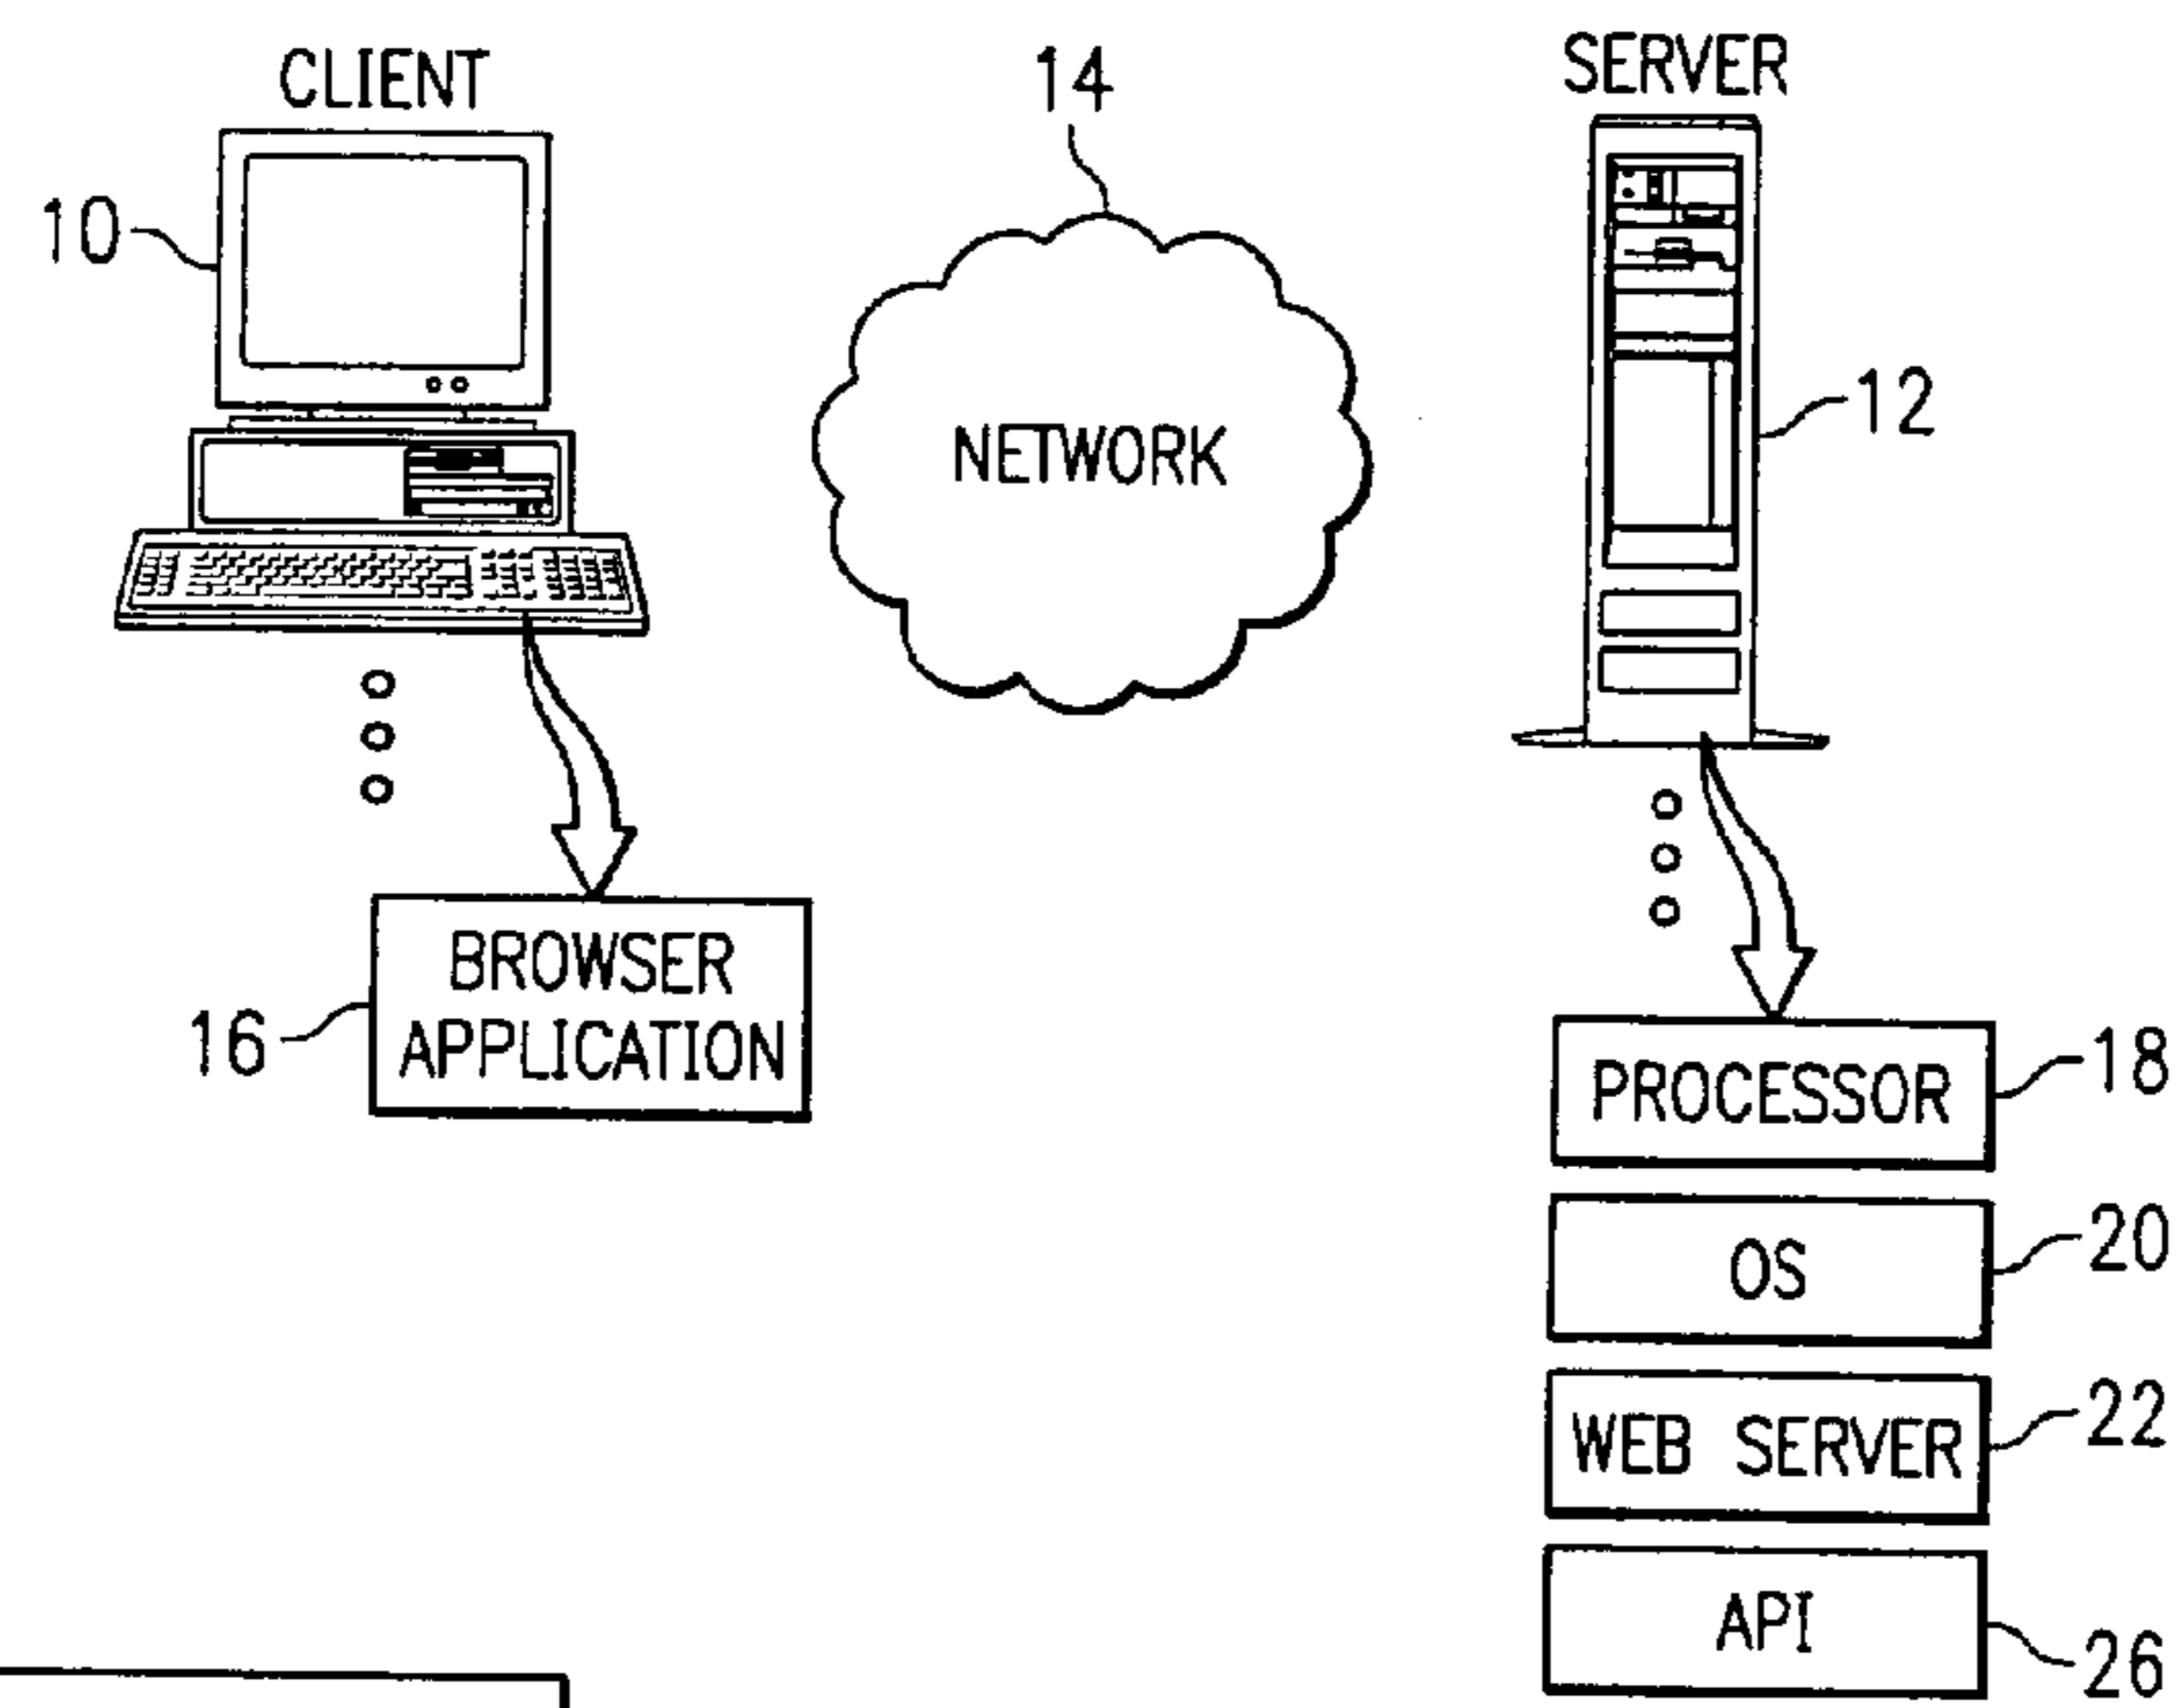 CLIENT
14
SERVER
10
12
NETWORK
BROWSER
APPLICATION
16
PROCESSOR
18
OS
20
WEB SERVER
22
API
26